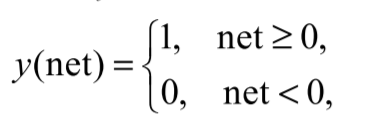 y(net) = { 1, net ≥ 0,
0, net < 0,